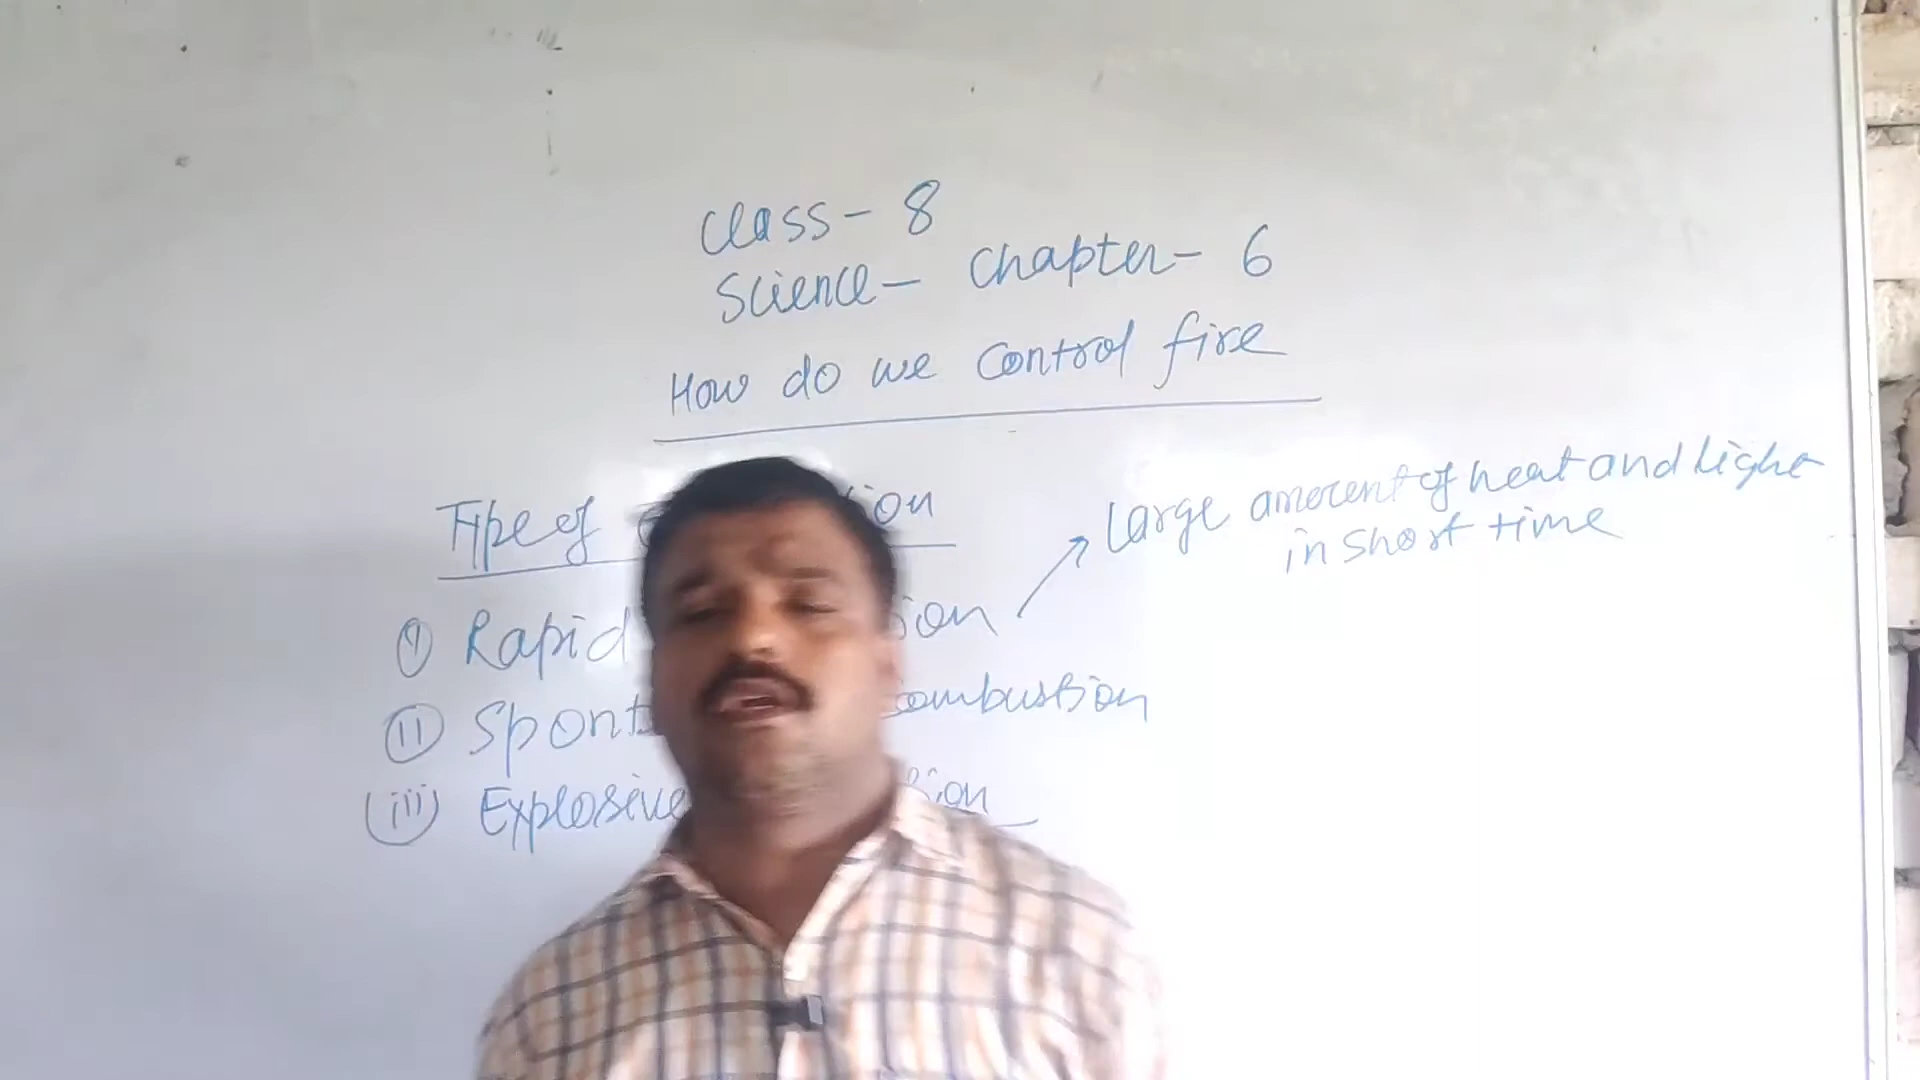 Class - 8
Science - Chapter - 6
How do we Control fire
Type of
Large amount of heat and light
in short time
(i) Rapid
(ii) Combustion
(iii) Explosive